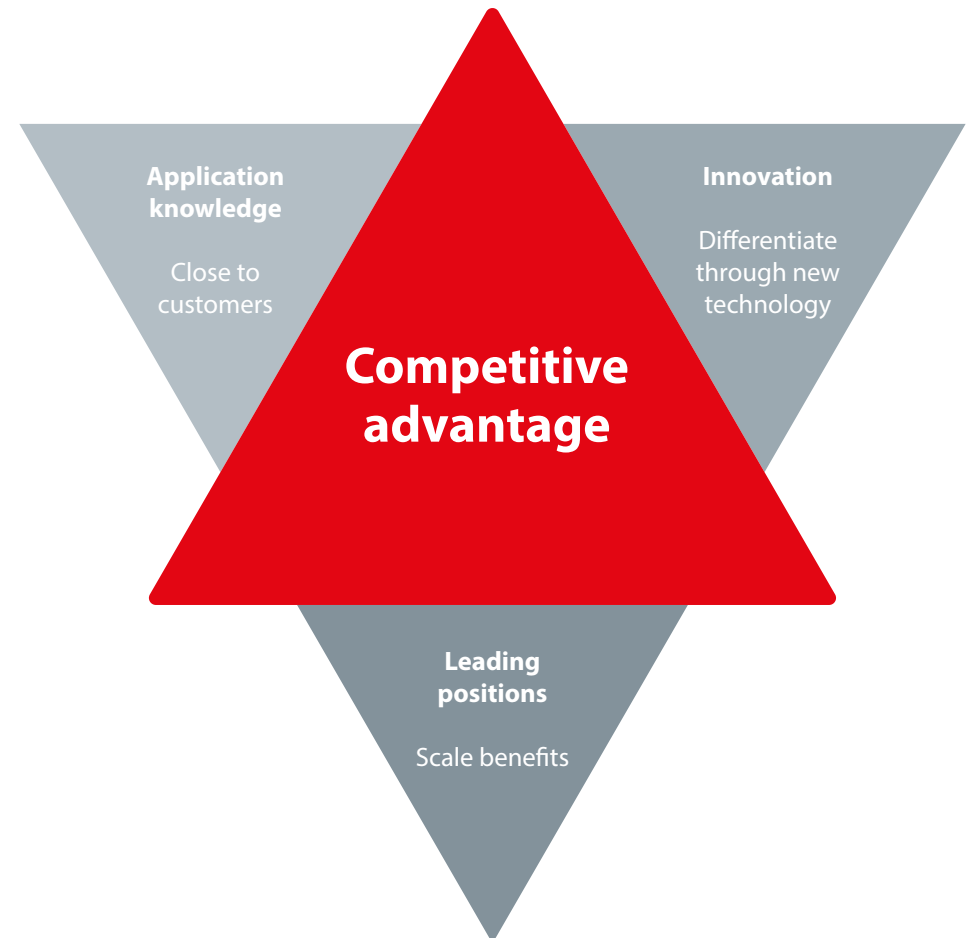 Application
knowledge
Close to
customers
Innovation
Differentiate
through new
technology
Competitive
advantage
Leading
positions
Scale benefits